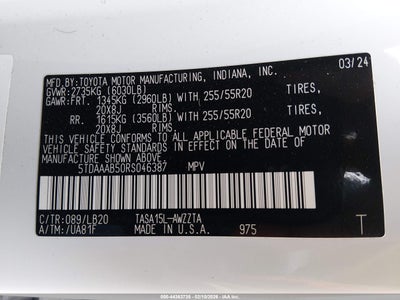 MFD. BY:TOYOTA MOTOR MANUFACTURING, INDIANA, INC. 03/24
GVWR: 2735KG (6030LB)
GAWR:FRT. 1345KG (2960LB) WITH 255/55R20 TIRES,
20X8J RIMS.
RR. 1615KG (3560LB) WITH 255/55R20 TIRES,
20X8J RIMS.
THIS VEHICLE CONFORMS TO ALL APPLICABLE FEDERAL MOTOR
VEHICLE SAFETY STANDARDS IN EFFECT ON THE DATE OF
MANUFACTURE SHOWN ABOVE.
5TDAAAB50RS046387 MPV
C/TR:089/LB20 TASA15L-AWZZTA
A/TM:/UA81F MADE IN U.S.A. 975 T